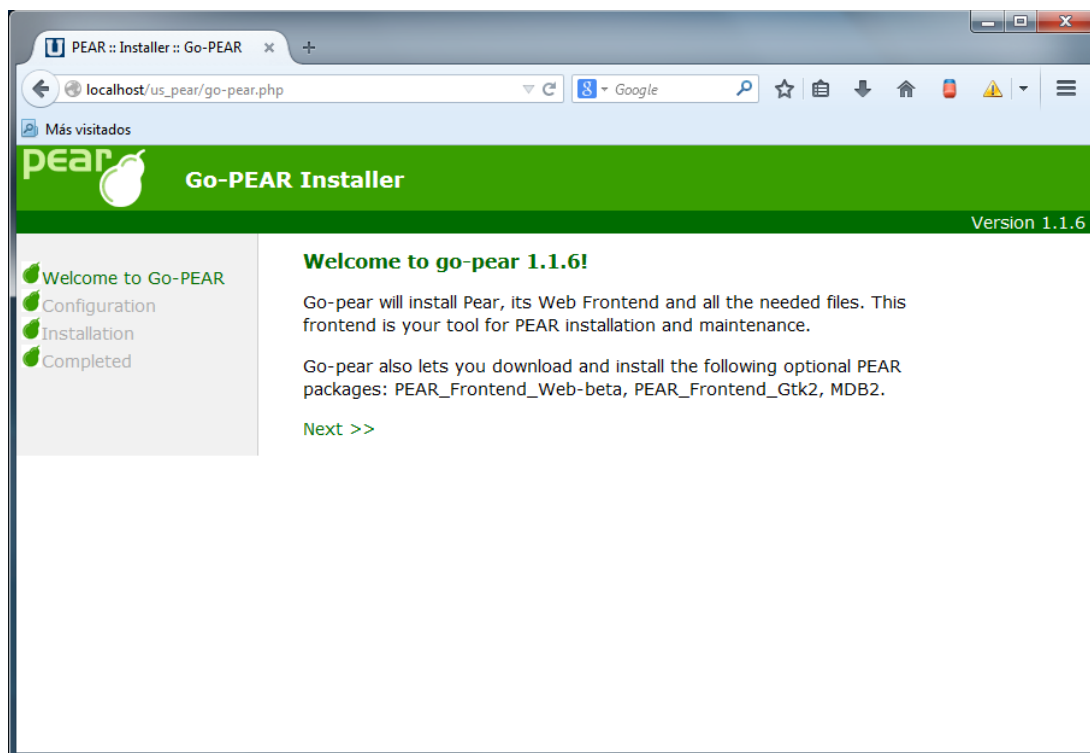 PEAR :: Installer :: Go-PEAR
localhost/us_pear/go-pear.php
8 Google
Más visitados
pear
Go-PEAR Installer
Version 1.1.6
Welcome to Go-PEAR
Configuration
Installation
Completed
Welcome to go-pear 1.1.6!
Go-pear will install Pear, its Web Frontend and all the needed files. This
frontend is your tool for PEAR installation and maintenance.
Go-pear also lets you download and install the following optional PEAR
packages: PEAR_Frontend_Web-beta, PEAR_Frontend_Gtk2, MDB2.
Next >>